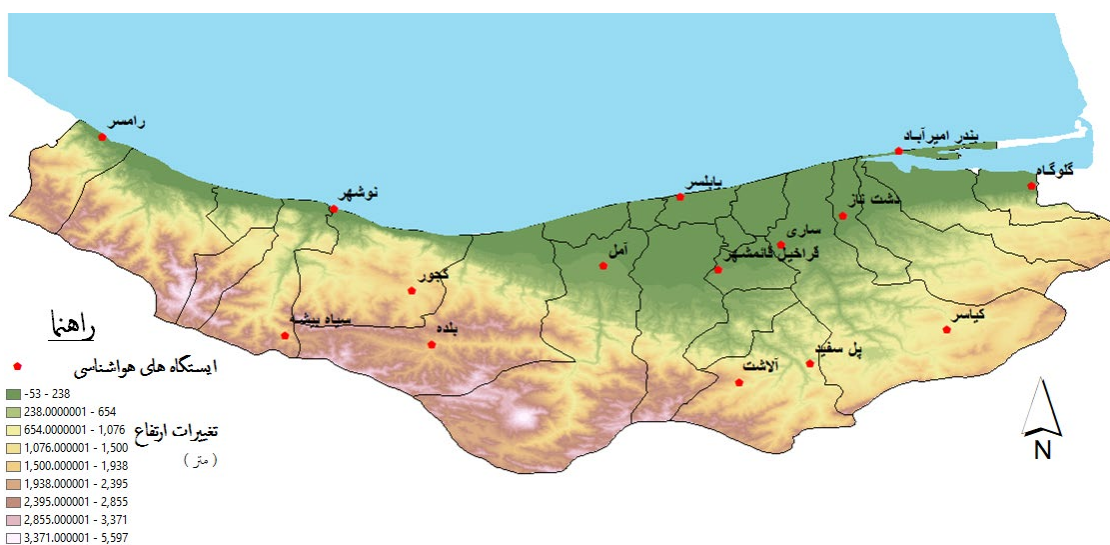 رامسر
نوشهر
بابلسر
بندر امیرآباد
گلوگاه
دشت ناز
ساری
قراخیل قائمشهر
آمل
کجور
سیاه بیشه
بلده
کیاسر
پل سفید
آلاشت
راهنما
ایستگاه های هواشناسی
تغییرات ارتفاع
( متر )
-53 - 238
238.0000001 - 654
654.0000001 - 1,076
1,076.000001 - 1,500
1,500.000001 - 1,938
1,938.000001 - 2,395
2,395.000001 - 2,855
2,855.000001 - 3,371
3,371.000001 - 5,597
N